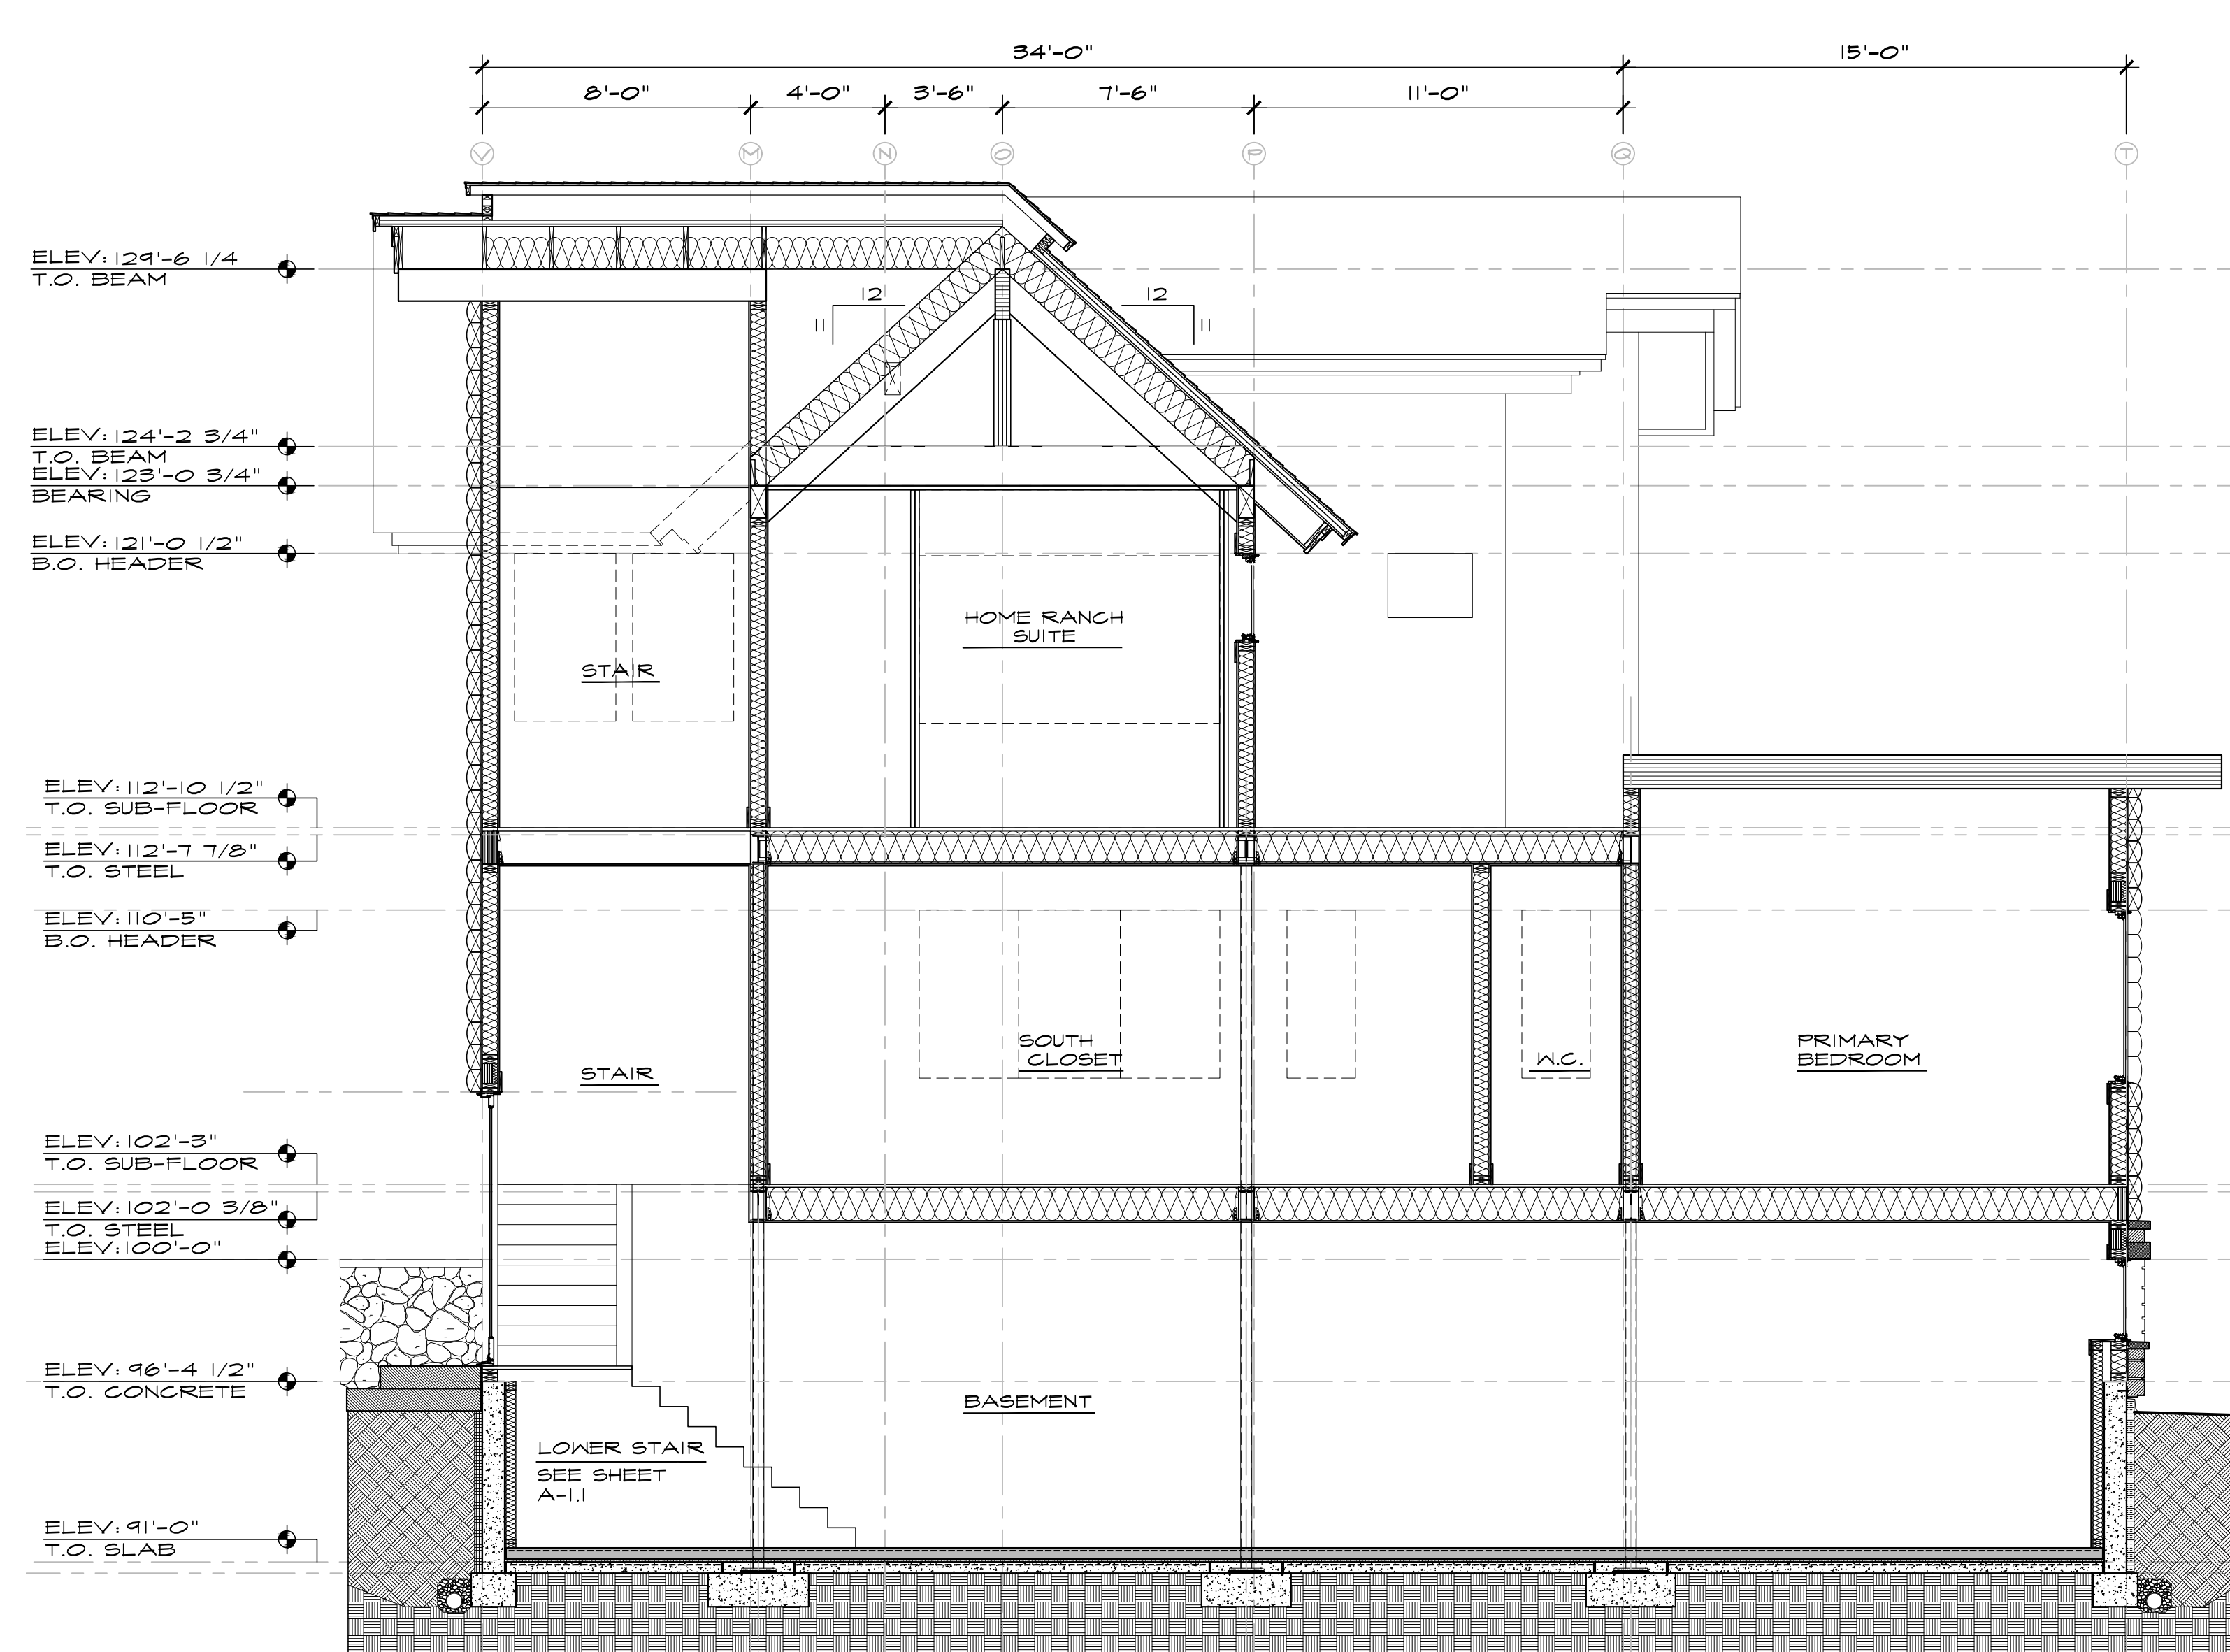 34'-0" 15'-0"
8'-0" 4'-0" 3'-6" 7'-6" 11'-0"
V M N O P Q T
ELEV: 129'-6 1/4
T.O. BEAM
12 12
11 11
ELEV: 124'-2 3/4"
T.O. BEAM
ELEV: 123'-0 3/4"
BEARING
ELEV: 121'-0 1/2"
B.O. HEADER
HOME RANCH
SUITE
STAIR
ELEV: 112'-10 1/2"
T.O. SUB-FLOOR
ELEV: 112'-7 7/8"
T.O. STEEL
ELEV: 110'-5"
B.O. HEADER
STAIR
SOUTH
CLOSET
W.C.
PRIMARY
BEDROOM
ELEV: 102'-3"
T.O. SUB-FLOOR
ELEV: 102'-0 3/8"
T.O. STEEL
ELEV: 100'-0"
ELEV: 96'-4 1/2"
T.O. CONCRETE
BASEMENT
LOWER STAIR
SEE SHEET
A-1.1
ELEV: 91'-0"
T.O. SLAB